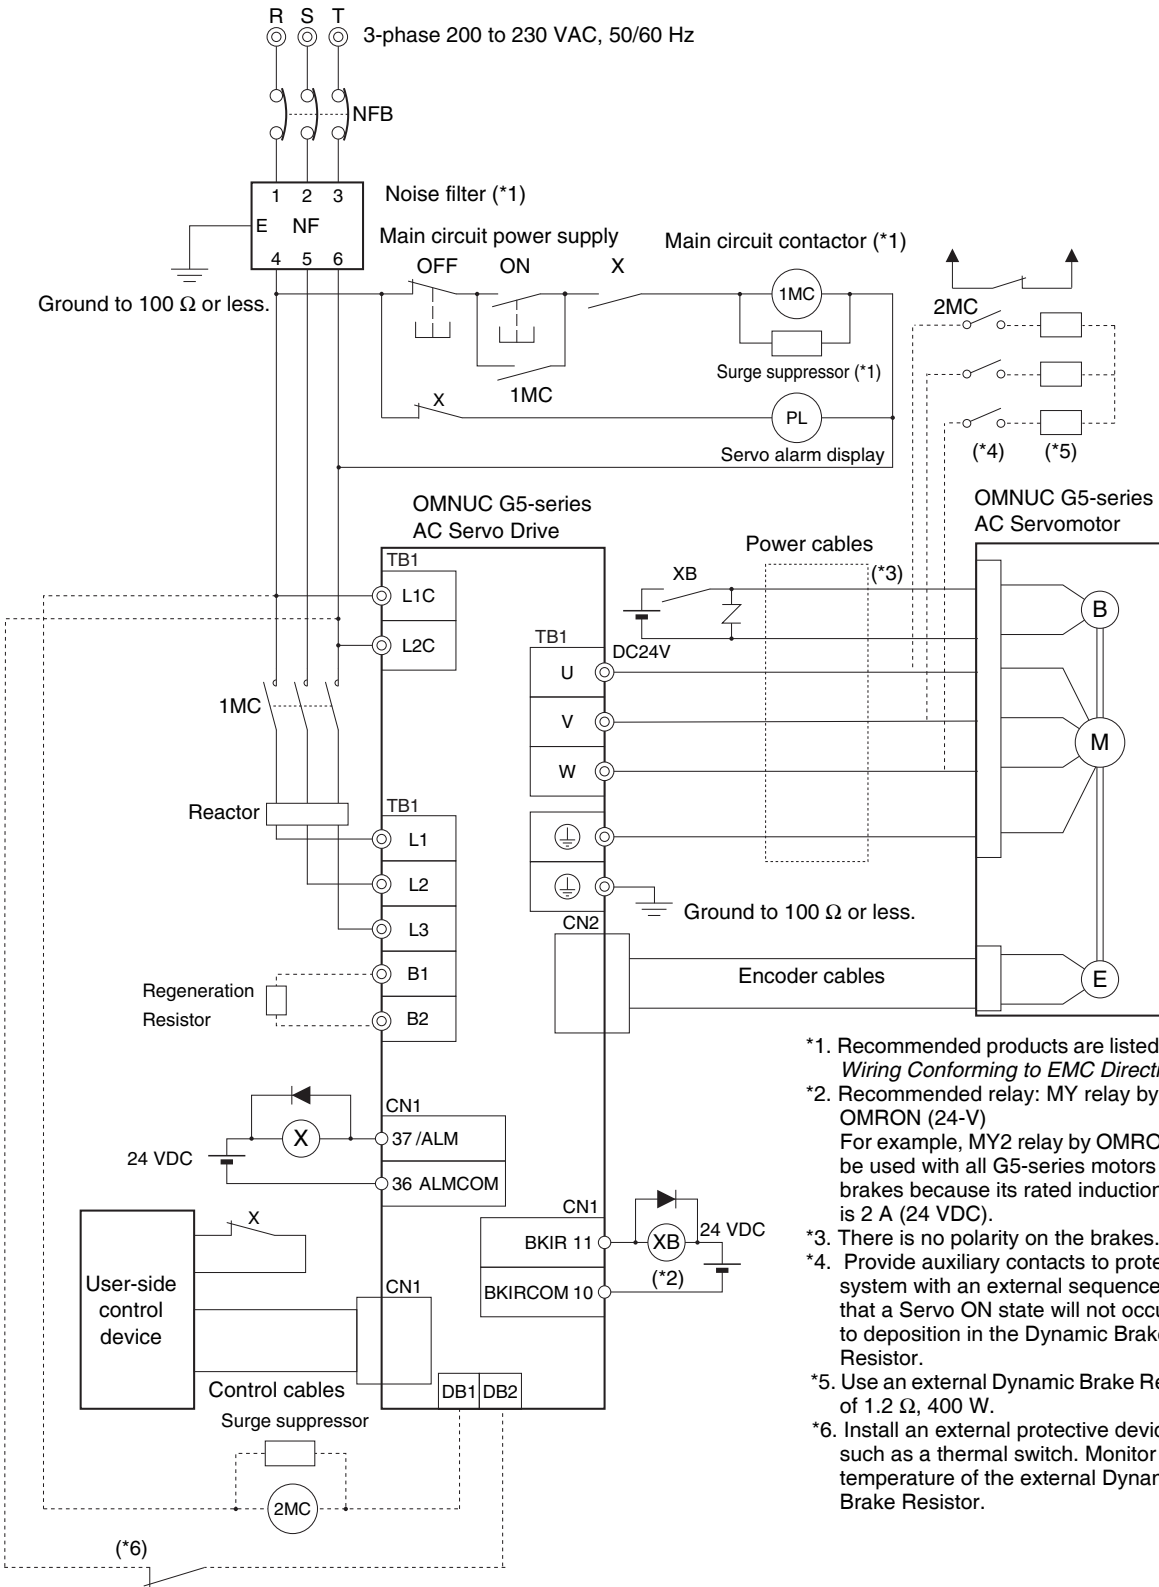 R S T
3-phase 200 to 230 VAC, 50/60 Hz
NFB
1 2 3
Noise filter (*1)
E NF
4 5 6
Ground to 100 Ω or less.
Main circuit power supply
OFF ON X
Main circuit contactor (*1)
1MC
Surge suppressor (*1)
1MC
X
PL
Servo alarm display
2MC
(*4) (*5)
OMNUC G5-series
AC Servo Drive
OMNUC G5-series
AC Servomotor
TB1
L1C
L2C
Power cables
(*3)
XB
DC24V
B
TB1
U
V
W
M
1MC
Reactor
TB1
L1
L2
L3
B1
B2
Regeneration
Resistor
Ground to 100 Ω or less.
CN2
Encoder cables
E
CN1
37 /ALM
36 ALMCOM
X
24 VDC
CN1
BKIR 11
BKIRCOM 10
XB
(*2)
24 VDC
X
User-side
control
device
CN1
Control cables
DB1 DB2
Surge suppressor
2MC
(*6)
*1. Recommended products are listed
Wiring Conforming to EMC Directi
*2. Recommended relay: MY relay by
OMRON (24-V)
For example, MY2 relay by OMRO
be used with all G5-series motors
brakes because its rated induction
is 2 A (24 VDC).
*3. There is no polarity on the brakes.
*4. Provide auxiliary contacts to prote
system with an external sequence
that a Servo ON state will not occu
to deposition in the Dynamic Brake
Resistor.
*5. Use an external Dynamic Brake Re
of 1.2 Ω, 400 W.
*6. Install an external protective devic
such as a thermal switch. Monitor
temperature of the external Dynam
Brake Resistor.